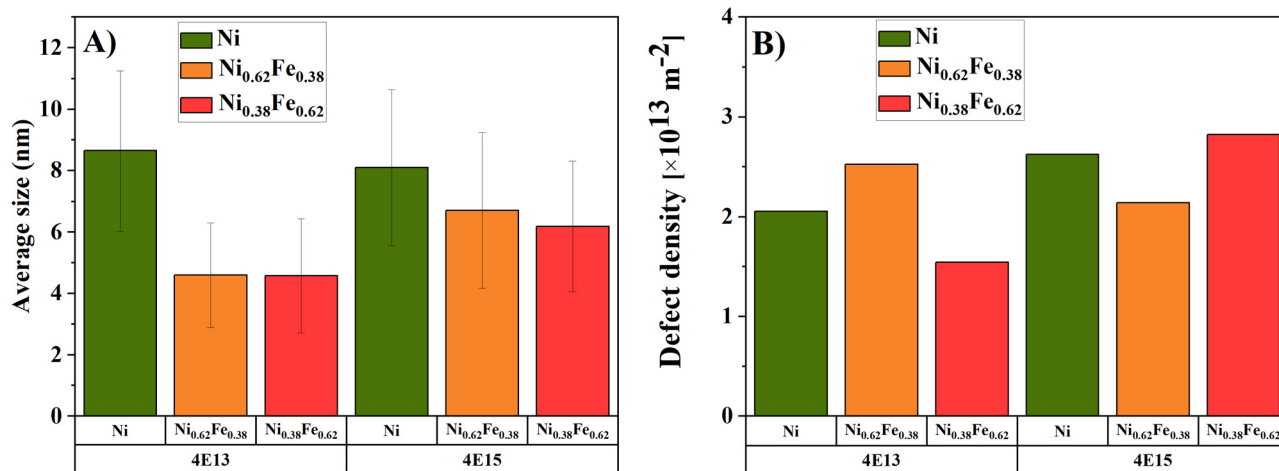 A)
Ni
Ni0.62Fe0.38
Ni0.38Fe0.62
Average size (nm)
12
10
8
6
4
2
0
Ni Ni0.62Fe0.38 Ni0.38Fe0.62 Ni Ni0.62Fe0.38 Ni0.38Fe0.62
4E13 4E15
B)
Ni
Ni0.62Fe0.38
Ni0.38Fe0.62
Defect density [×10^13 m^-2]
4
3
2
1
0
Ni Ni0.62Fe0.38 Ni0.38Fe0.62 Ni Ni0.62Fe0.38 Ni0.38Fe0.62
4E13 4E15